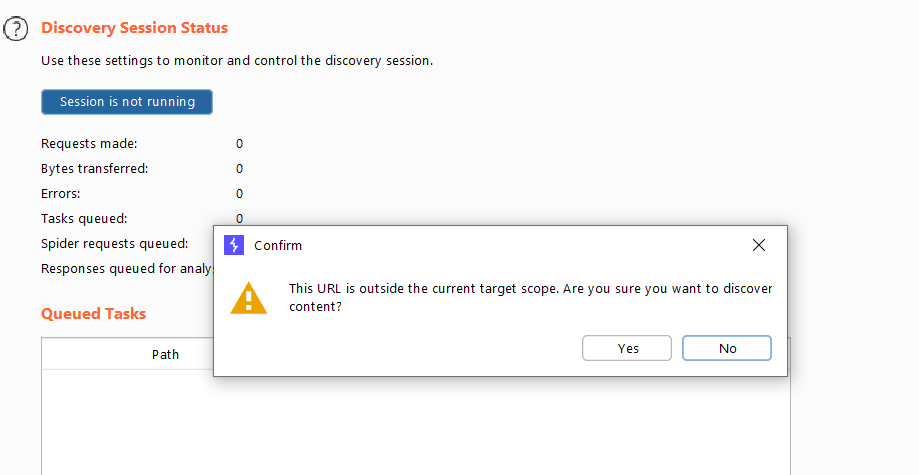 ?
Discovery Session Status
Use these settings to monitor and control the discovery session.
Session is not running
Requests made: 0
Bytes transferred: 0
Errors: 0
Tasks queued: 0
Spider requests queued:
Responses queued for analys
Confirm
This URL is outside the current target scope. Are you sure you want to discover
content?
Yes No
Queued Tasks
Path